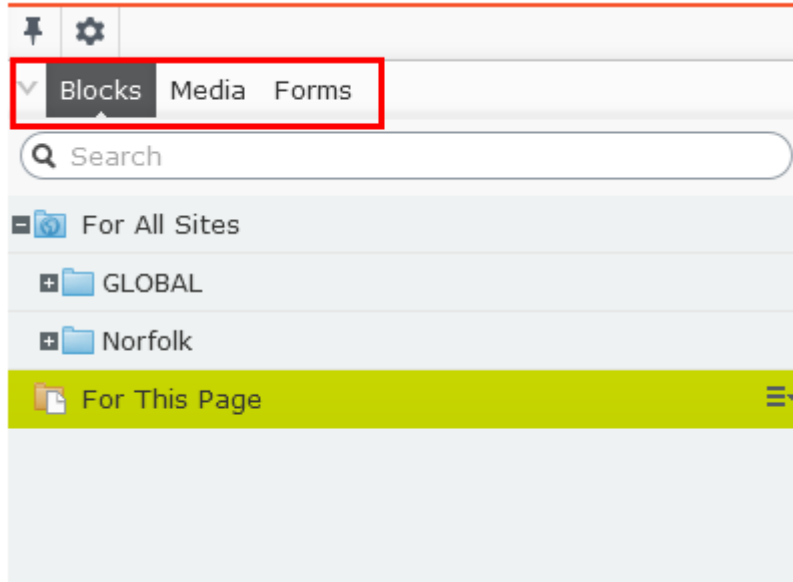 Blocks Media Forms
Search
For All Sites
GLOBAL
Norfolk
For This Page